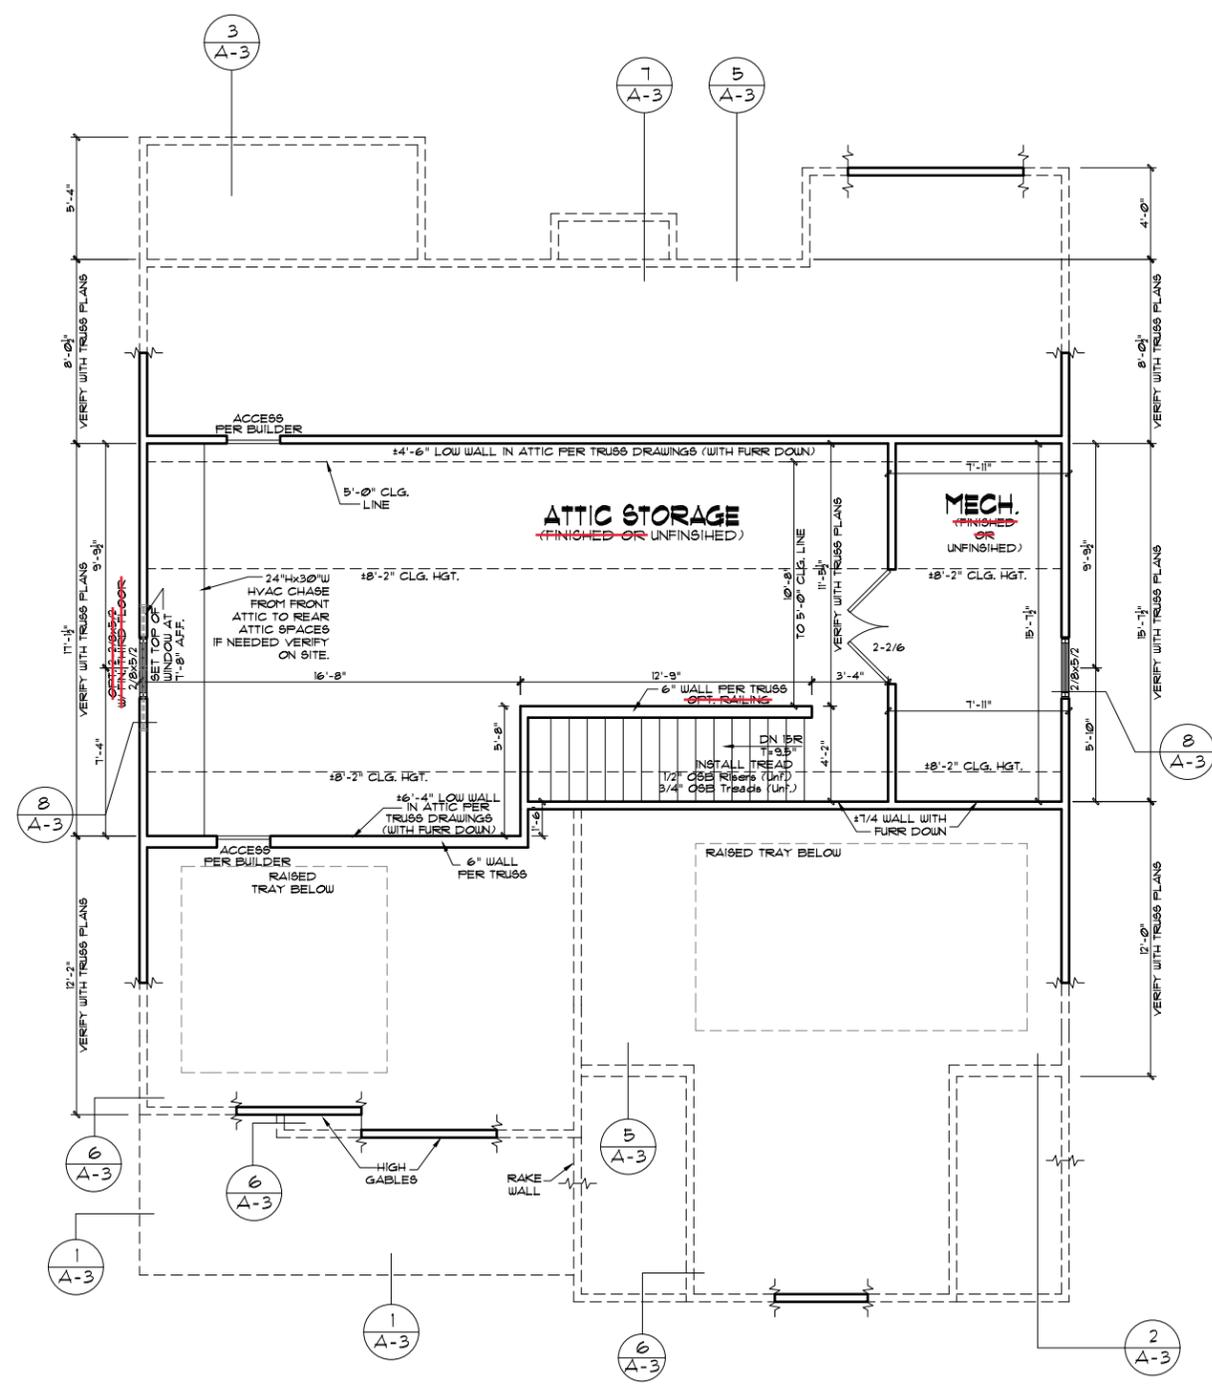 3
A-3
7
A-3
5
A-3
5'-4"
4'-0"
8'-0½"
VERIFY WITH TRUSS PLANS
8'-0½"
VERIFY WITH TRUSS PLANS
ACCESS
PER BUILDER
±4'-6" LOW WALL IN ATTIC PER TRUSS DRAWINGS (WITH FURR DOWN)
5'-0" CLG.
LINE
ATTIC STORAGE
(FINISHED OR UNFINSIHED)
MECH.
(FINISHED
OR
UNFINSIHED)
7'-11"
±8'-2" CLG. HGT.
±8'-2" CLG. HGT.
24"Hx30"W
HVAC CHASE
FROM FRONT
ATTIC TO REAR
ATTIC SPACES
IF NEEDED VERIFY
ON SITE.
10'-8"
TO 5'-0" CLG. LINE
11'-5½"
VERIFY WITH TRUSS PLANS
2-2/6
15'-7½"
9'-9½"
15'-7½"
VERIFY WITH TRUSS PLANS
9'-9½"
17'-1½"
VERIFY WITH TRUSS PLANS
OPT. 2-2/8x5/2
W/ FIN. THIRD FLOOR
2/8x5/2
SET TOP OF
WINDOW AT
7'-8" A.F.F.
2/8x5/2
16'-8"
12'-9"
3'-4"
6" WALL PER TRUSS
OPT. RAILING
7'-11"
7'-4"
5'-8"
4'-2"
5'-10"
DN 15R
T=9.5"
INSTALL TREAD
1/2" OSB Risers (Unf.)
3/4" OSB Treads (Unf.)
8
A-3
8
A-3
±8'-2" CLG. HGT.
±8'-2" CLG. HGT.
±6'-4" LOW WALL
IN ATTIC PER
TRUSS DRAWINGS
(WITH FURR DOWN)
1'-6"
±7/4 WALL WITH
FURR DOWN
ACCESS
PER BUILDER
6" WALL
PER TRUSS
RAISED
TRAY BELOW
RAISED TRAY BELOW
12'-2"
VERIFY WITH TRUSS PLANS
12'-0"
VERIFY WITH TRUSS PLANS
6
A-3
6
A-3
HIGH
GABLES
RAKE
WALL
5
A-3
1
A-3
1
A-3
6
A-3
2
A-3